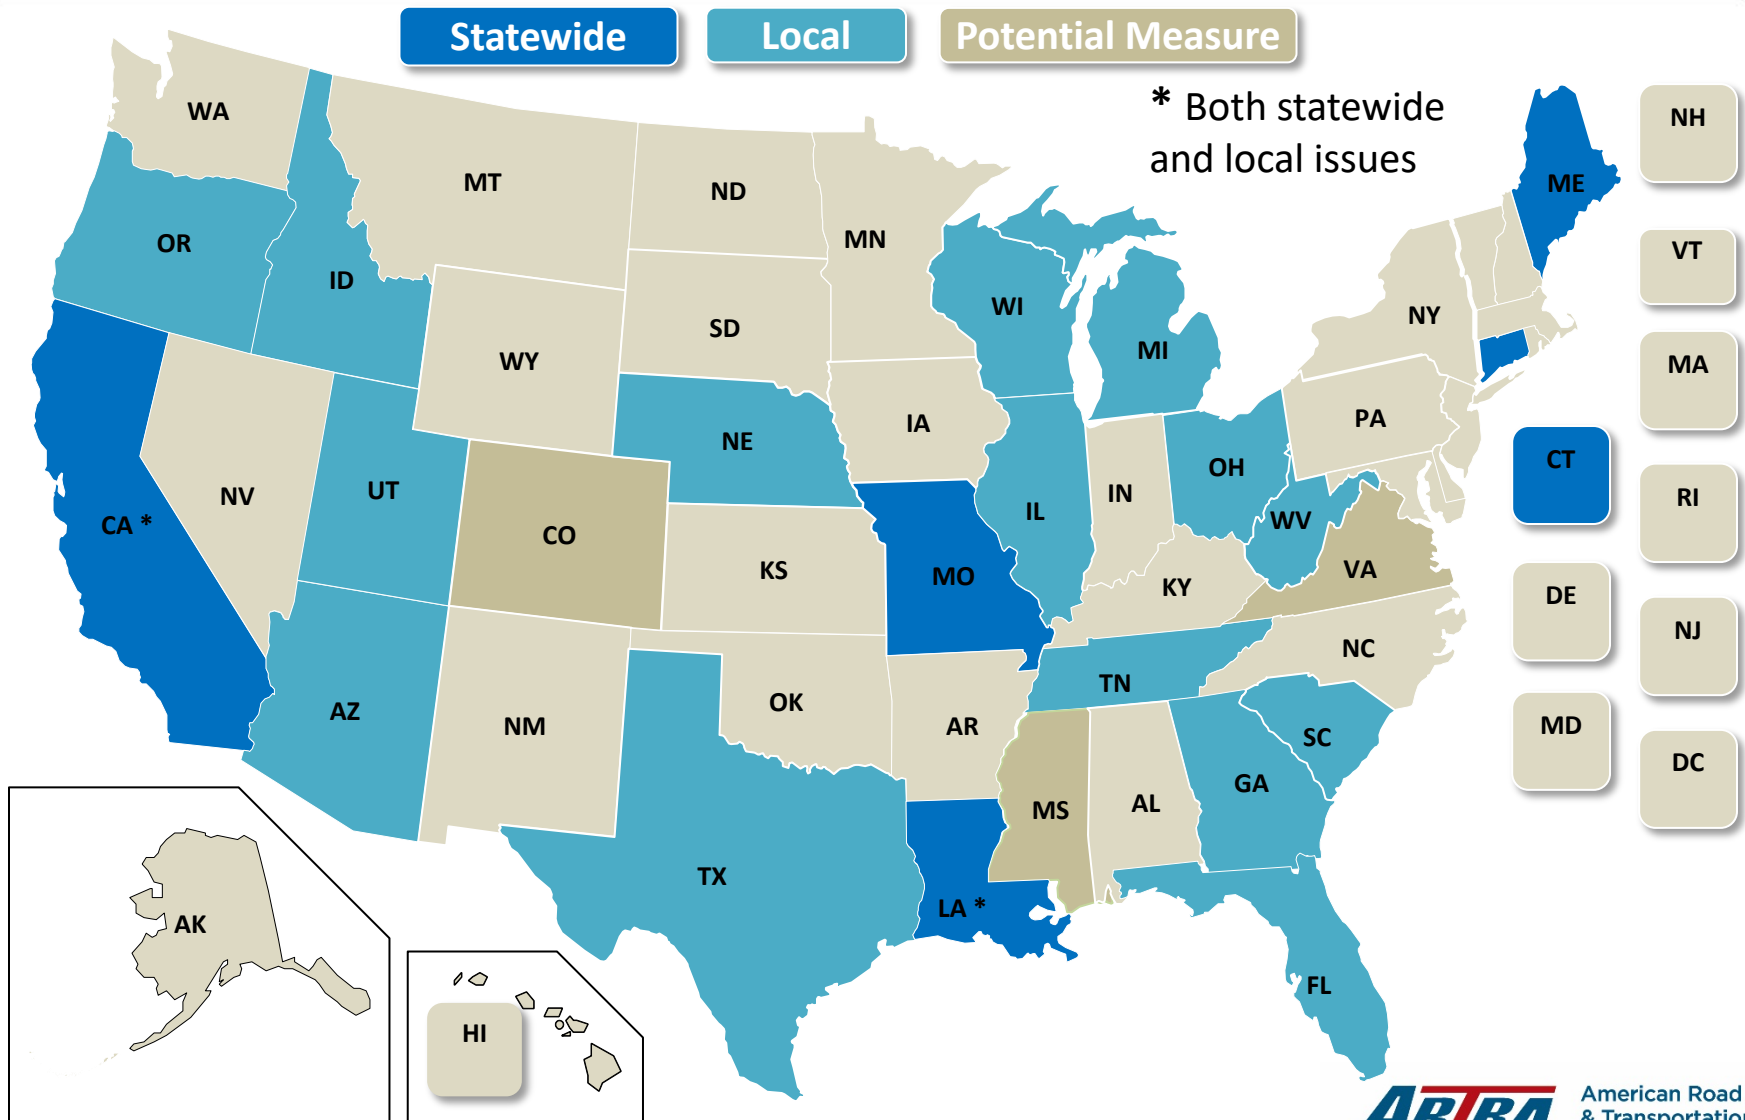 Statewide
Local
Potential Measure
* Both statewide
and local issues
WA
MT
ND
MN
OR
ID
SD
WY
WI
MI
NY
ME
NH
VT
MA
RI
NJ
DC
CT
DE
MD
PA
IA
NE
NV
UT
CO
KS
MO
IL
IN
OH
WV
VA
KY
NC
TN
CA *
AZ
NM
OK
AR
SC
GA
AL
MS
LA *
TX
FL
AK
HI
ARTBA
American Road
& Transportation